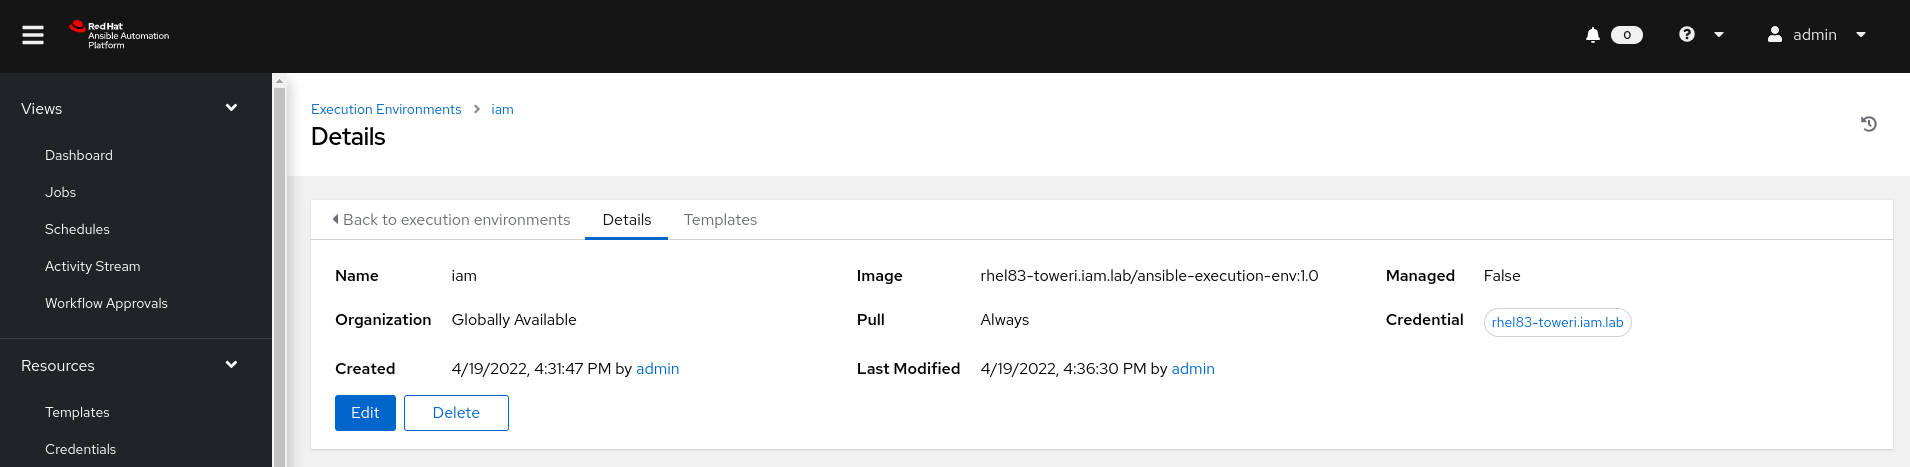 Red Hat
Ansible Automation
Platform
0
admin
Views
Dashboard
Jobs
Schedules
Activity Stream
Workflow Approvals
Resources
Templates
Credentials
Execution Environments > iam
Details
Back to execution environments Details Templates
Name iam Image rhel83-toweri.iam.lab/ansible-execution-env:1.0 Managed False
Organization Globally Available Pull Always Credential rhel83-toweri.iam.lab
Created 4/19/2022, 4:31:47 PM by admin Last Modified 4/19/2022, 4:36:30 PM by admin
Edit Delete